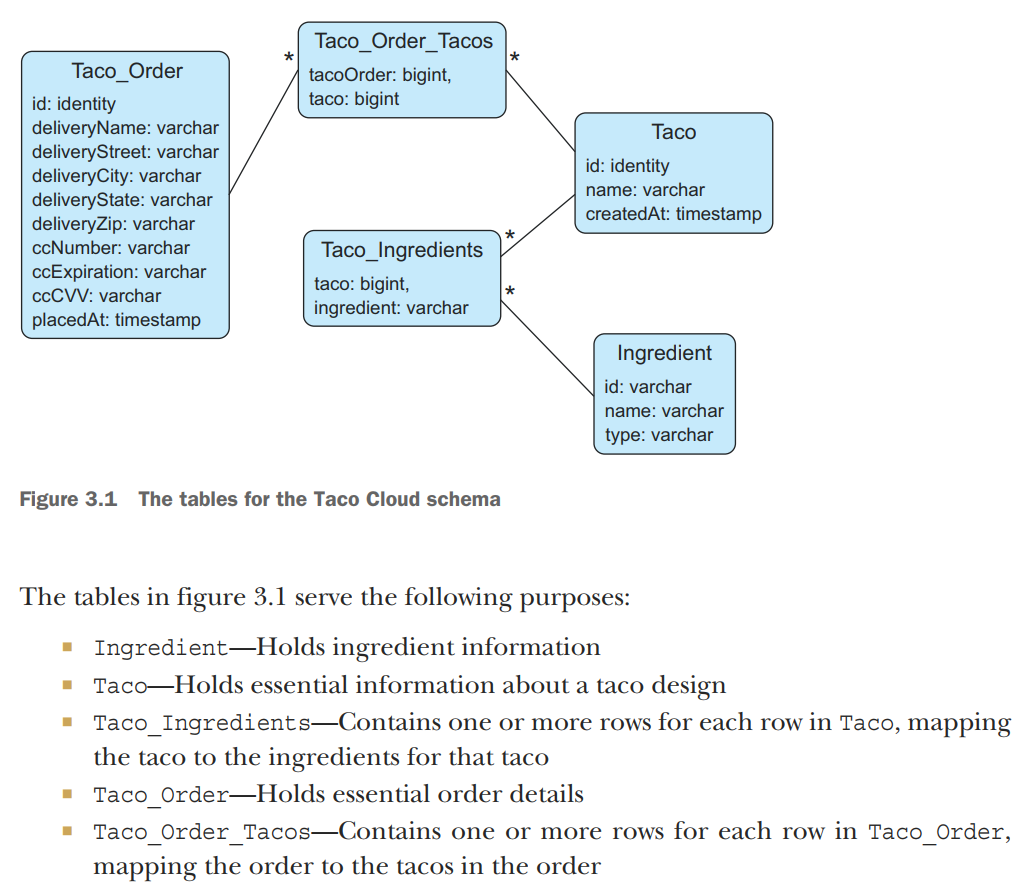 Taco_Order
id: identity
deliveryName: varchar
deliveryStreet: varchar
deliveryCity: varchar
deliveryState: varchar
deliveryZip: varchar
ccNumber: varchar
ccExpiration: varchar
ccCVV: varchar
placedAt: timestamp
*
Taco_Order_Tacos
tacoOrder: bigint,
taco: bigint
*
Taco
id: identity
name: varchar
createdAt: timestamp
Taco_Ingredients
taco: bigint,
ingredient: varchar
*
*
Ingredient
id: varchar
name: varchar
type: varchar
Figure 3.1 The tables for the Taco Cloud schema
The tables in figure 3.1 serve the following purposes:
■ Ingredient—Holds ingredient information
■ Taco—Holds essential information about a taco design
■ Taco_Ingredients—Contains one or more rows for each row in Taco, mapping
the taco to the ingredients for that taco
■ Taco_Order—Holds essential order details
■ Taco_Order_Tacos—Contains one or more rows for each row in Taco_Order,
mapping the order to the tacos in the order